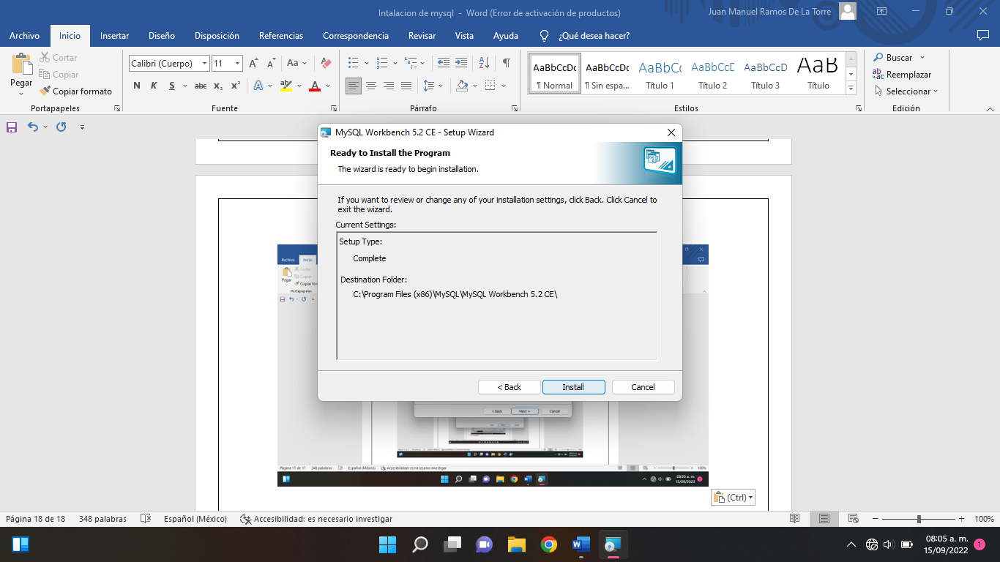 Intalacion de mysql - Word (Error de activación de productos)
Juan Manuel Ramos De La Torre
Archivo Inicio Insertar Diseño Disposición Referencias Correspondencia Revisar Vista Ayuda ¿Qué desea hacer?
Pegar
Cortar
Copiar
Copiar formato
Portapapeles
Calibri (Cuerpo) 11
N K S abc x₂ x²
Fuente
Párrafo
AaBbCcDc AaBbCcDc AaBbCc AaBbCcD AaBbCcD AaB
¶ Normal ¶ Sin espa... Título 1 Título 2 Título 3 Título
Estilos
Buscar
Reemplazar
Seleccionar
Edición
MySQL Workbench 5.2 CE - Setup Wizard
Ready to Install the Program
The wizard is ready to begin installation.
If you want to review or change any of your installation settings, click Back. Click Cancel to
exit the wizard.
Current Settings:
Setup Type:
Complete
Destination Folder:
C:\Program Files (x86)\MySQL\MySQL Workbench 5.2 CE\
< Back Install Cancel
Archivo Inicio
Pegar
Cortar
Copiar
Copiar for
Portapapeles
< Back Next > Cancel
Página 17 de 17 348 palabras Español (México) Accesibilidad: es necesario investigar 100%
08:05 a. m.
15/09/2022
(Ctrl)
Página 18 de 18 348 palabras Español (México) Accesibilidad: es necesario investigar 100%
08:05 a. m.
15/09/2022
1